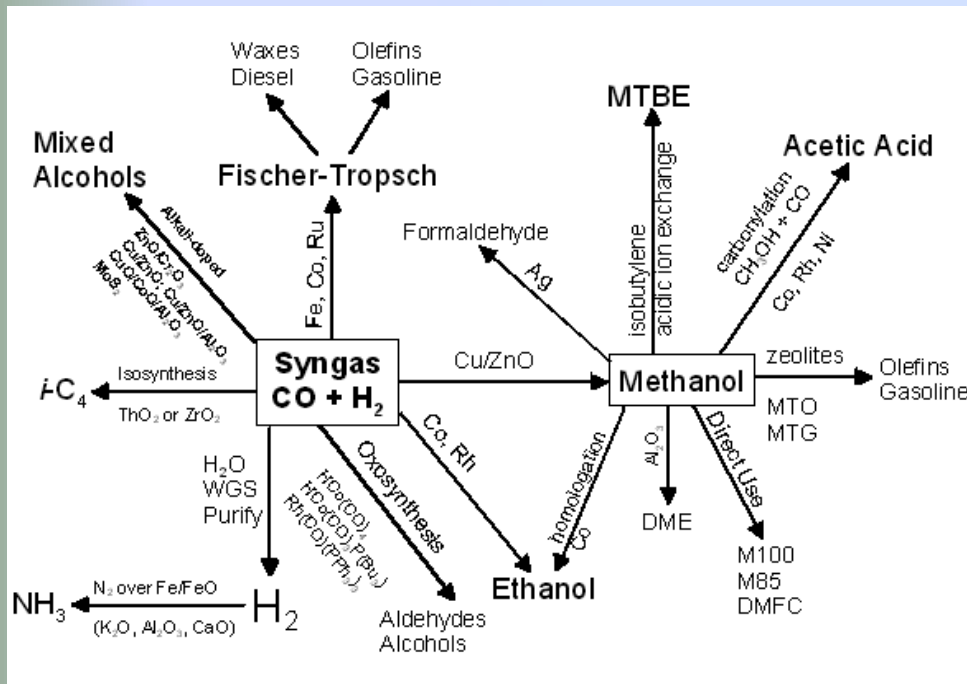 Waxes
Diesel
Olefins
Gasoline
MTBE
Mixed
Alcohols
Fischer-Tropsch
Acetic Acid
Alkali-doped
ZnO/Cr₂O₃
Cu/ZnO; Cu/ZnO/Al₂O₃
CuO/CoO/Al₂O₃
MoS₂
Fe, Co, Ru
Formaldehyde
Ag
isobutylene
acidic ion exchange
carbonylation
CH₃OH + CO
Co, Rh, Ni
Syngas
CO + H₂
Cu/ZnO
Methanol
zeolites
Olefins
Gasoline
MTO
MTG
i-C₄
Isosynthesis
ThO₂ or ZrO₂
Co, Rh
Oxosynthesis
HCo(CO)₄
HCo(CO)₃P(Bu₃)
Rh(CO)(PPh₃)₃
H₂O
WGS
Purify
homologation
Co
Al₂O₃
DME
Direct Use
M100
M85
DMFC
Ethanol
Aldehydes
Alcohols
NH₃
N₂ over Fe/FeO
(K₂O, Al₂O₃, CaO)
H₂